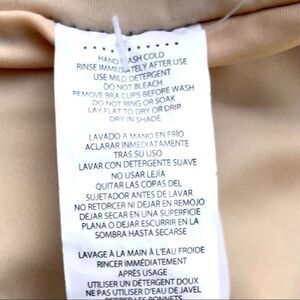 HAND WASH COLD
RINSE IMMEDIATELY AFTER USE
USE MILD DETERGENT
DO NOT BLEACH
REMOVE BRA CUPS BEFORE WASH
DO NOT RING OR SOAK
LAY FLAT TO DRY OR DRIP
DRY IN SHADE
LAVADO A MANO EN FRÍO
ACLARAR INMEDIATAMENTE
TRAS SU USO
LAVAR CON DETERGENTE SUAVE
NO USAR LEJÍA
QUITAR LAS COPAS DEL
SUJETADOR ANTES DE LAVAR
NO RETORCER NI DEJAR EN REMOJO
DEJAR SECAR EN UNA SUPERFICIE
PLANA O DEJAR ESCURRIR EN LA
SOMBRA HASTA SECARSE
LAVAGE À LA MAIN À L'EAU FROIDE
RINCER IMMÉDIATEMENT
APRÈS USAGE
UTILISER UN DÉTERGENT DOUX
NE PAS UTILISER D'EAU DE JAVEL
RETIRER LES BONNETS